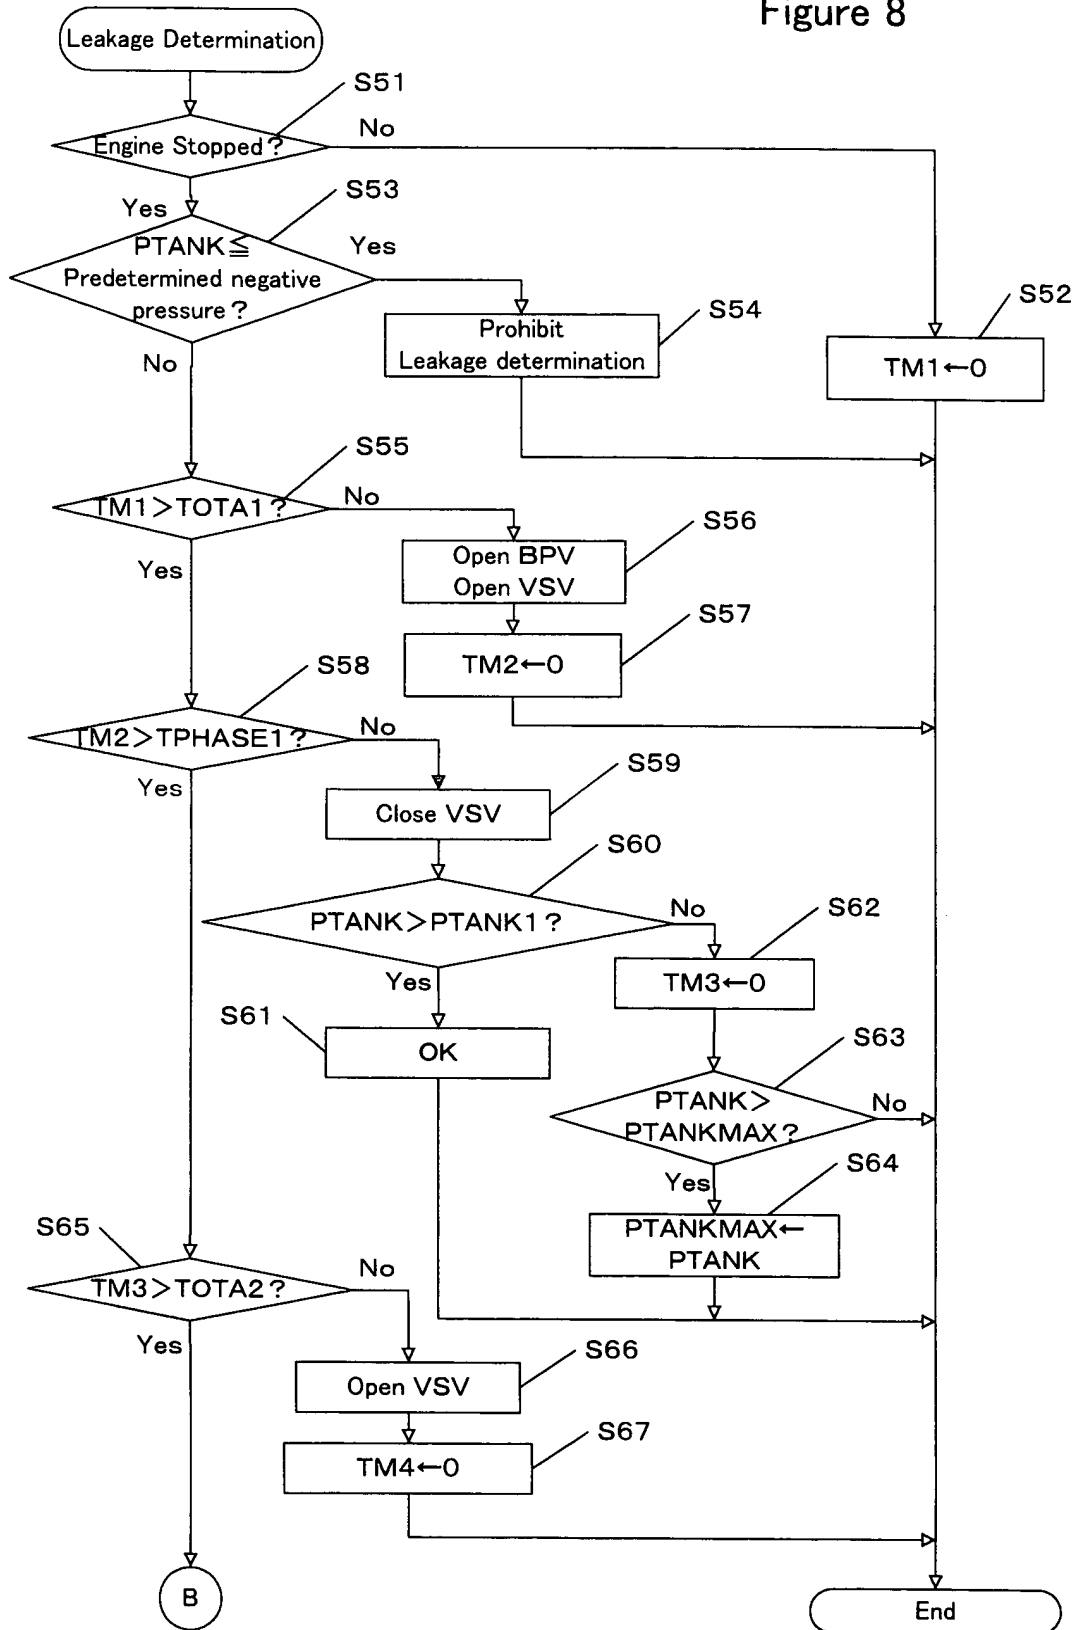 Figure 8
Leakage Determination
S51
Engine Stopped?
No
Yes
S53
PTANK≦
Predetermined negative
pressure?
Yes
No
S54
Prohibit
Leakage determination
S52
TM1←0
S55
TM1>TOTA1?
No
Yes
S56
Open BPV
Open VSV
S57
TM2←0
S58
TM2>TPHASE1?
No
Yes
S59
Close VSV
S60
PTANK>PTANK1?
No
Yes
S62
TM3←0
S61
OK
S63
PTANK>
PTANKMAX?
No
Yes
S64
PTANKMAX←
PTANK
S65
TM3>TOTA2?
No
Yes
S66
Open VSV
S67
TM4←0
B
End